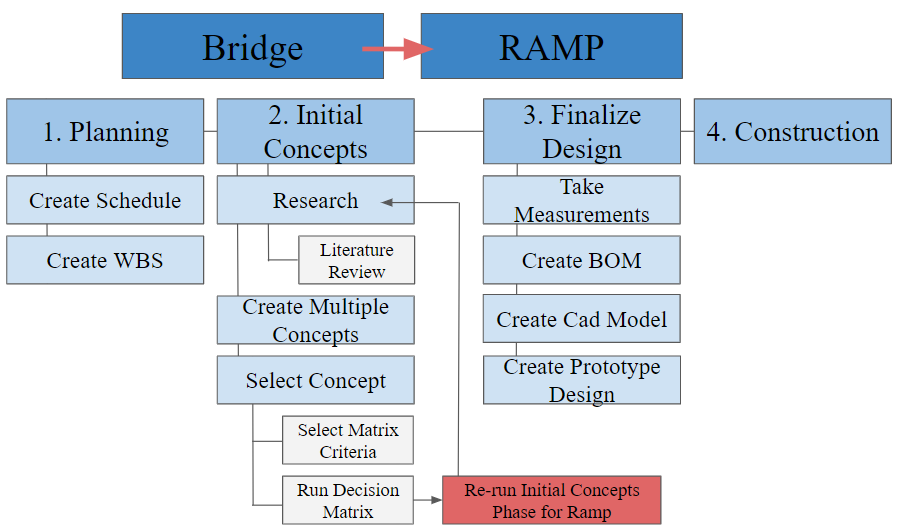 Bridge
RAMP
1. Planning
2. Initial
Concepts
3. Finalize
Design
4. Construction
Create Schedule
Create WBS
Research
Literature
Review
Create Multiple
Concepts
Select Concept
Select Matrix
Criteria
Run Decision
Matrix
Re-run Initial Concepts
Phase for Ramp
Take
Measurements
Create BOM
Create Cad Model
Create Prototype
Design